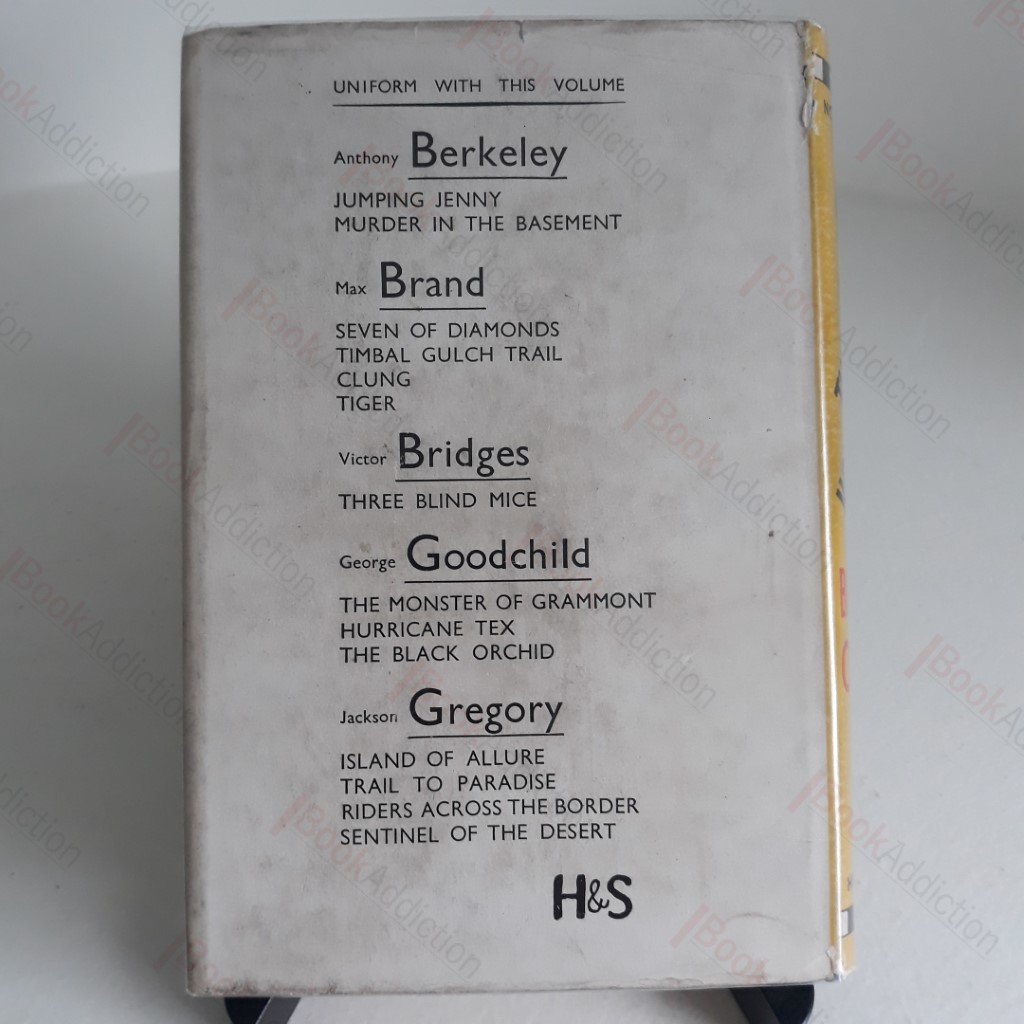 UNIFORM WITH THIS VOLUME
Anthony Berkeley
JUMPING JENNY
MURDER IN THE BASEMENT
Max Brand
SEVEN OF DIAMONDS
TIMBAL GULCH TRAIL
CLUNG
TIGER
Victor Bridges
THREE BLIND MICE
George Goodchild
THE MONSTER OF GRAMMONT
HURRICANE TEX
THE BLACK ORCHID
Jackson Gregory
ISLAND OF ALLURE
TRAIL TO PARADISE
RIDERS ACROSS THE BORDER
SENTINEL OF THE DESERT
H&S
BookAddiction